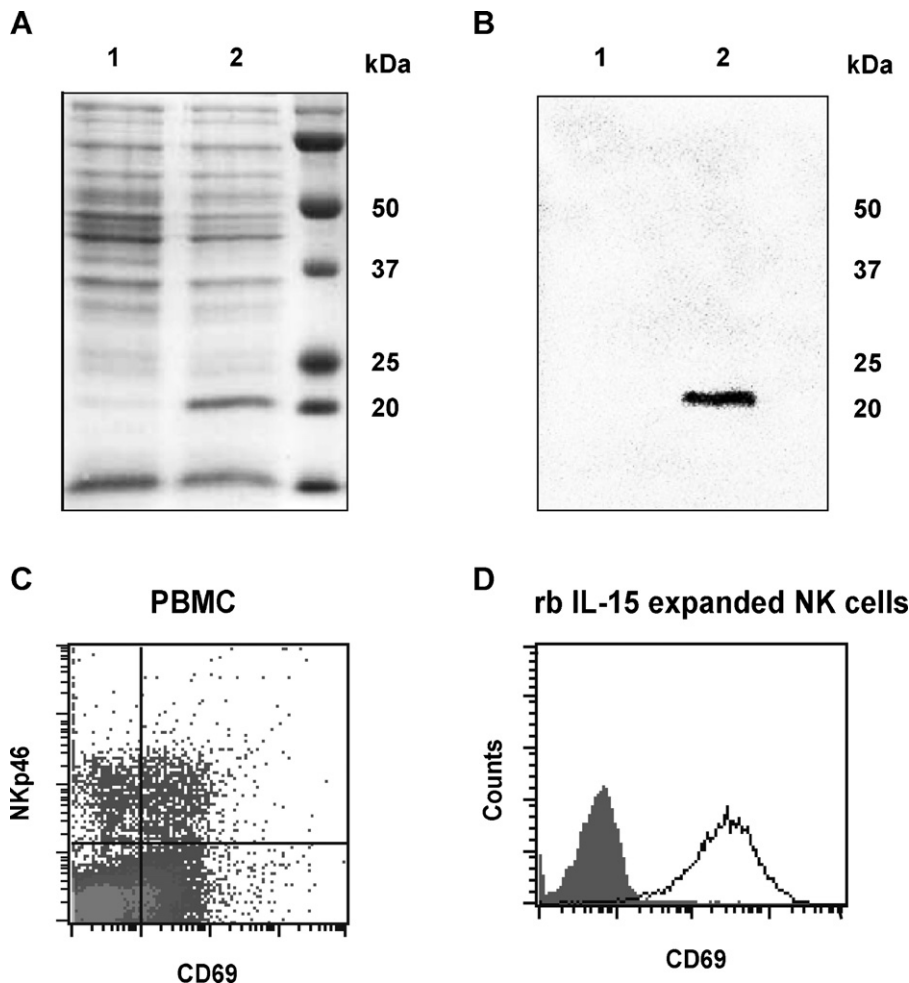 A
1 2 kDa
50
37
25
20
B
1 2 kDa
50
37
25
20
C
PBMC
NKp46
CD69
D
rb IL-15 expanded NK cells
Counts
CD69